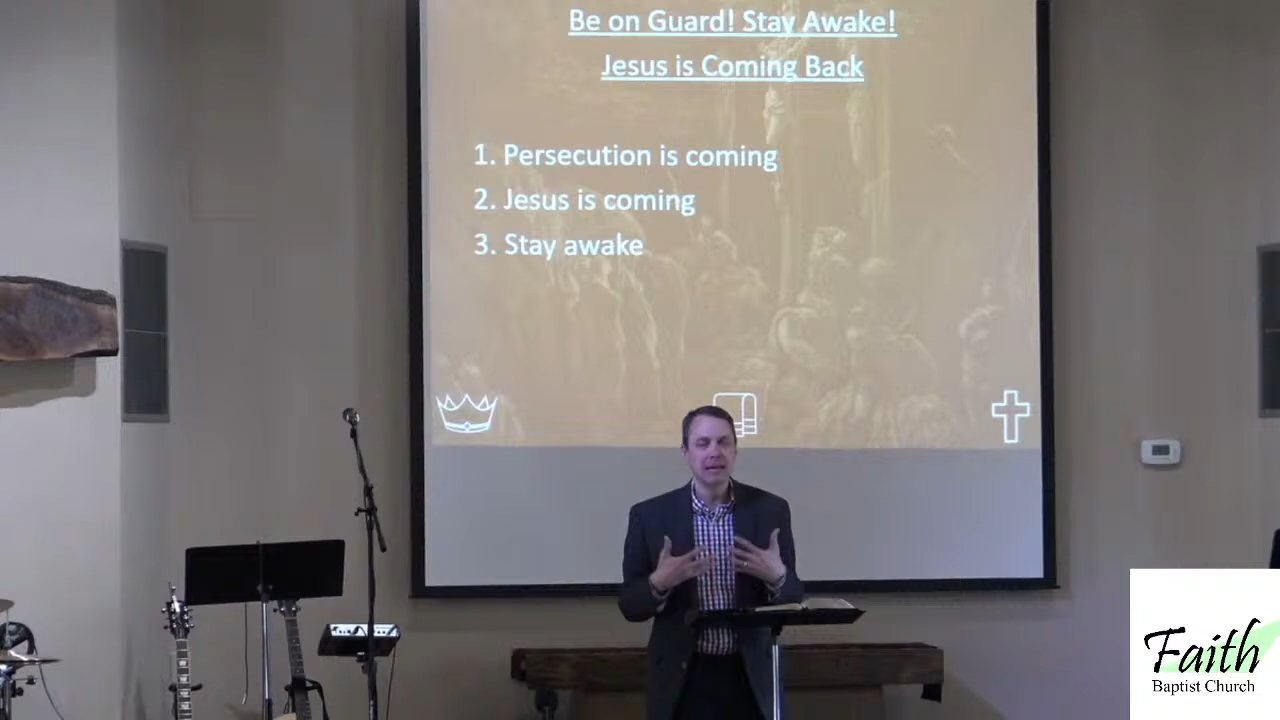 Be on Guard! Stay Awake!
Jesus is Coming Back
1. Persecution is coming
2. Jesus is coming
3. Stay awake
Faith
Baptist Church